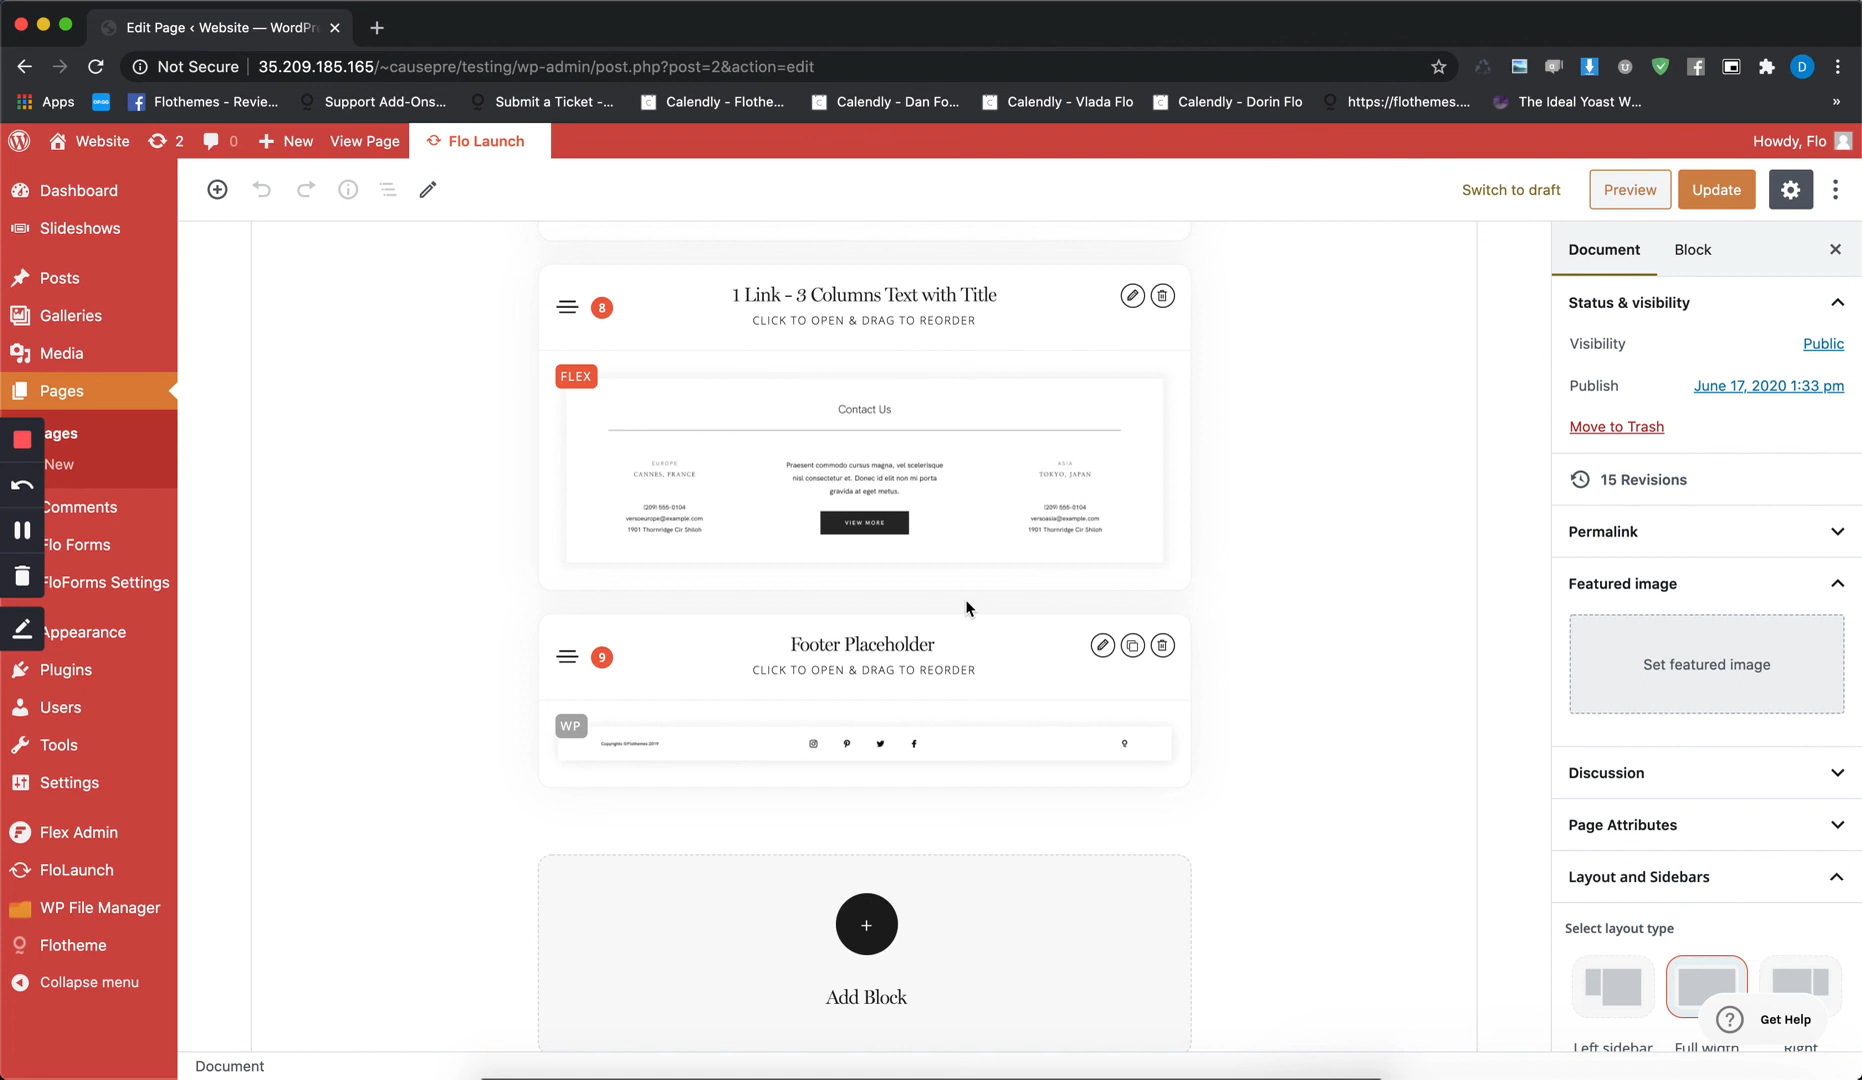 Edit Page ‹ Website — WordPr
Not Secure
35.209.185.165/~causepre/testing/wp-admin/post.php?post=2&action=edit
D
Apps
Flothemes - Revie...
Support Add-Ons...
Submit a Ticket -...
Calendly - Flothe...
Calendly - Dan Fo...
Calendly - Vlada Flo
Calendly - Dorin Flo
https://flothemes....
The Ideal Yoast W...
»
Website
2
0
New
View Page
Flo Launch
Howdy, Flo
Dashboard
Slideshows
Posts
Galleries
Media
Pages
ages
New
Comments
Flo Forms
FloForms Settings
Appearance
Plugins
Users
Tools
Settings
Flex Admin
FloLaunch
WP File Manager
Flotheme
Collapse menu
Switch to draft
Preview
Update
8
1 Link - 3 Columns Text with Title
CLICK TO OPEN & DRAG TO REORDER
FLEX
Contact Us
EUROPE
CANNES, FRANCE
(209) 555-0104
versoeurope@example.com
1901 Thornridge Cir Shiloh
Praesent commodo cursus magna, vel scelerisque
nisl consectetur et. Donec id elit non mi porta
gravida at eget metus.
VIEW MORE
ASIA
TOKYO, JAPAN
(209) 555-0104
versoasia@example.com
1901 Thornridge Cir Shiloh
9
Footer Placeholder
CLICK TO OPEN & DRAG TO REORDER
WP
Copyrights ©Flothemes 2019
Add Block
Document
Document
Block
Status & visibility
Visibility
Public
Publish
June 17, 2020 1:33 pm
Move to Trash
15 Revisions
Permalink
Featured image
Set featured image
Discussion
Page Attributes
Layout and Sidebars
Select layout type
Left sidebar
Full width
Right
Get Help